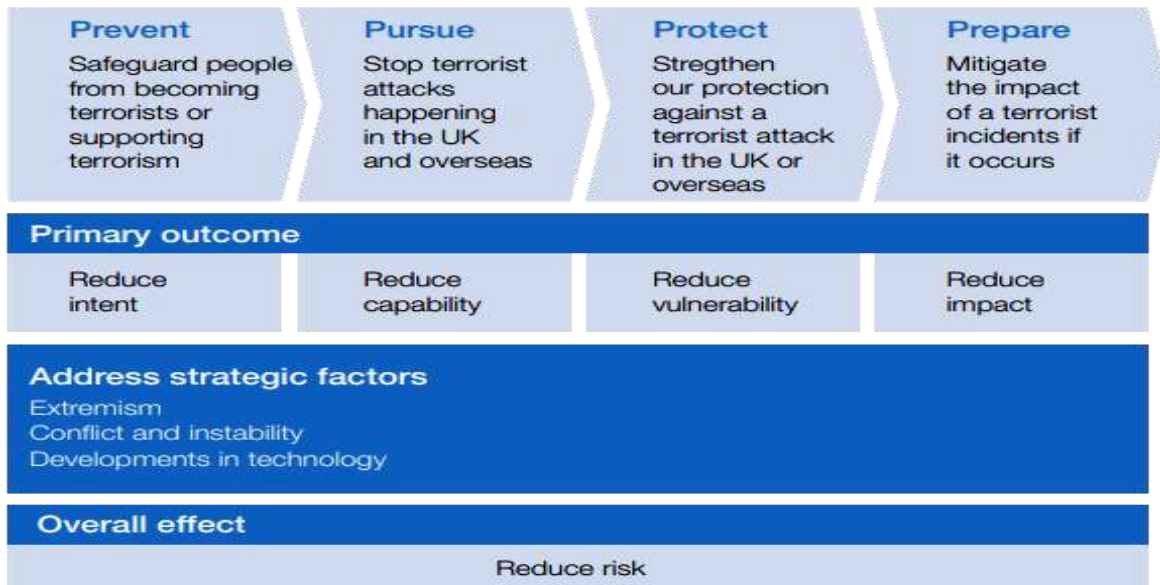 Prevent
Safeguard people
from becoming
terrorists or
supporting
terrorism
Pursue
Stop terrorist
attacks
happening
in the UK
and overseas
Protect
Stregthen
our protection
against a
terrorist attack
in the UK or
overseas
Prepare
Mitigate
the impact
of a terrorist
incidents if
it occurs
Primary outcome
Reduce
intent
Reduce
capability
Reduce
vulnerability
Reduce
impact
Address strategic factors
Extremism
Conflict and instability
Developments in technology
Overall effect
Reduce risk